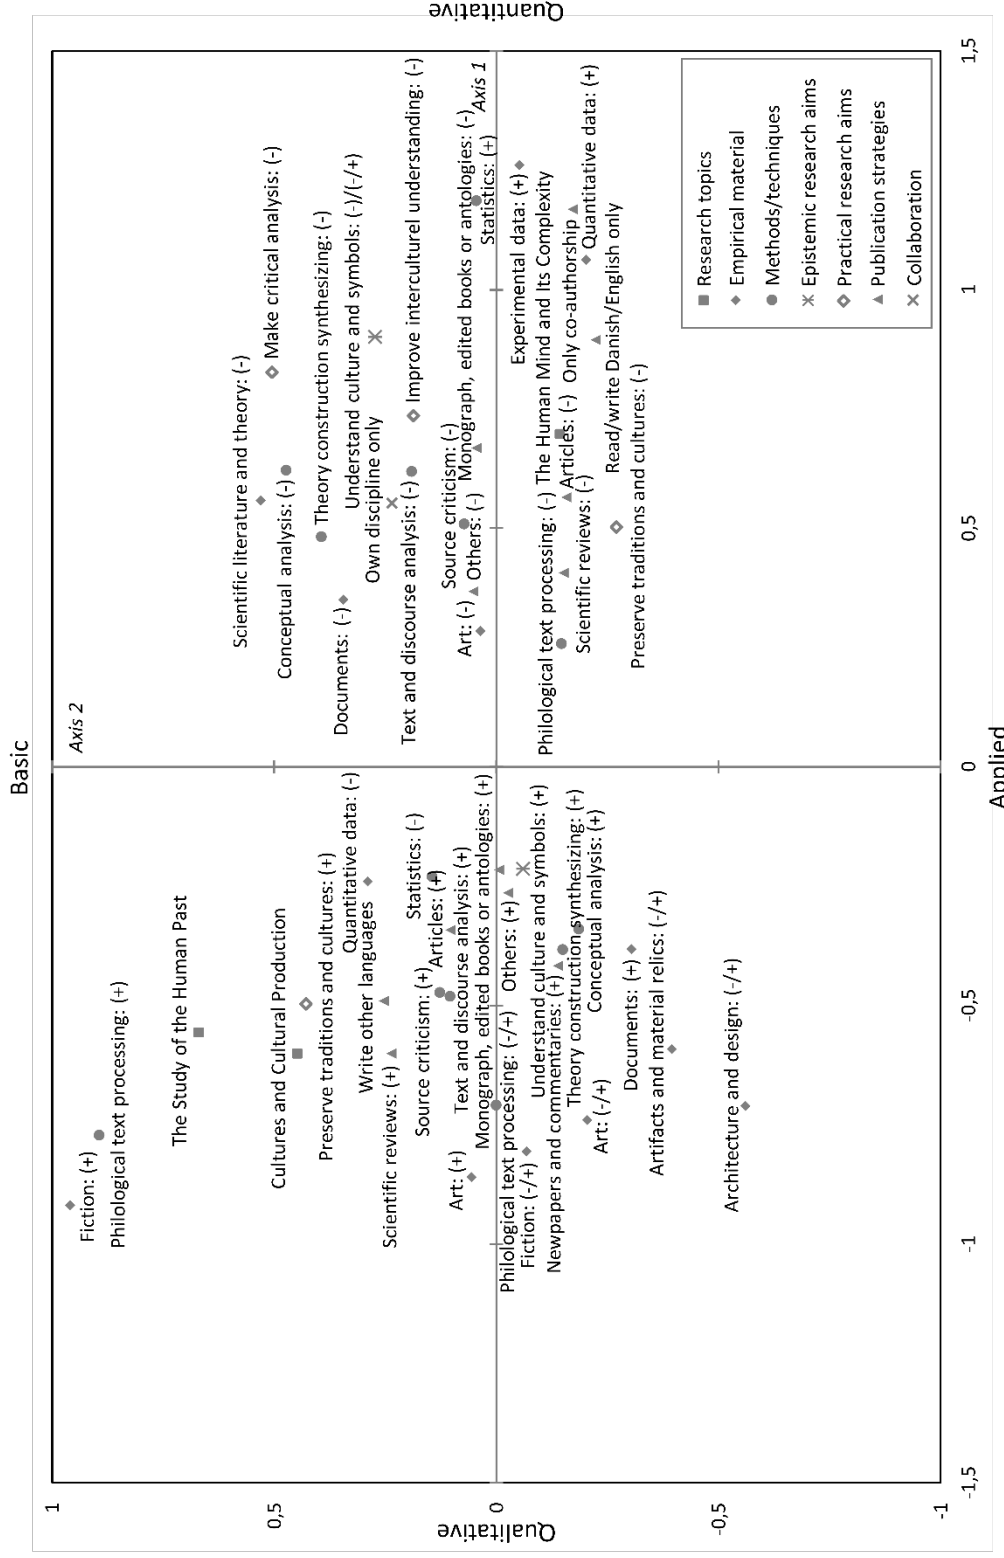 Basic
Axis 2
Quantitative
Axis 1
Qualitative
Applied
1
0,5
0
-0,5
-1
-1,5
-1
-0,5
0
0,5
1
1,5
Fiction: (+)
Philological text processing: (+)
The Study of the Human Past
Cultures and Cultural Production
Preserve traditions and cultures: (+)
Quantitative data: (-)
Write other languages
Scientific reviews: (+)
Statistics: (-)
Source criticism: (+)
Articles: (+)
Text and discourse analysis: (+)
Art: (+)
Monograph, edited books or antologies: (+)
Philological text processing: (-/+)
Others: (+)
Fiction: (-/+)
Understand culture and symbols: (+)
Newpapers and commentaries: (+)
Theory construction synthesizing: (+)
Conceptual analysis: (+)
Art: (-/+)
Documents: (+)
Artifacts and material relics: (-/+)
Architecture and design: (-/+)
Scientific literature and theory: (-)
Make critical analysis: (-)
Conceptual analysis: (-)
Theory construction synthesizing: (-)
Documents: (-)
Understand culture and symbols: (-)/(-/+)
Own discipline only
Text and discourse analysis: (-)
Improve interculturel understanding: (-)
Source criticism: (-)
Art: (-)
Others: (-)
Monograph, edited books or antologies: (-)
Statistics: (+)
Experimental data: (+)
Philological text processing: (-)
The Human Mind and Its Complexity
Articles: (-)
Only co-authorship
Scientific reviews: (-)
Quantitative data: (+)
Read/write Danish/English only
Preserve traditions and cultures: (-)
Research topics
Empirical material
Methods/techniques
Epistemic research aims
Practical research aims
Publication strategies
Collaboration